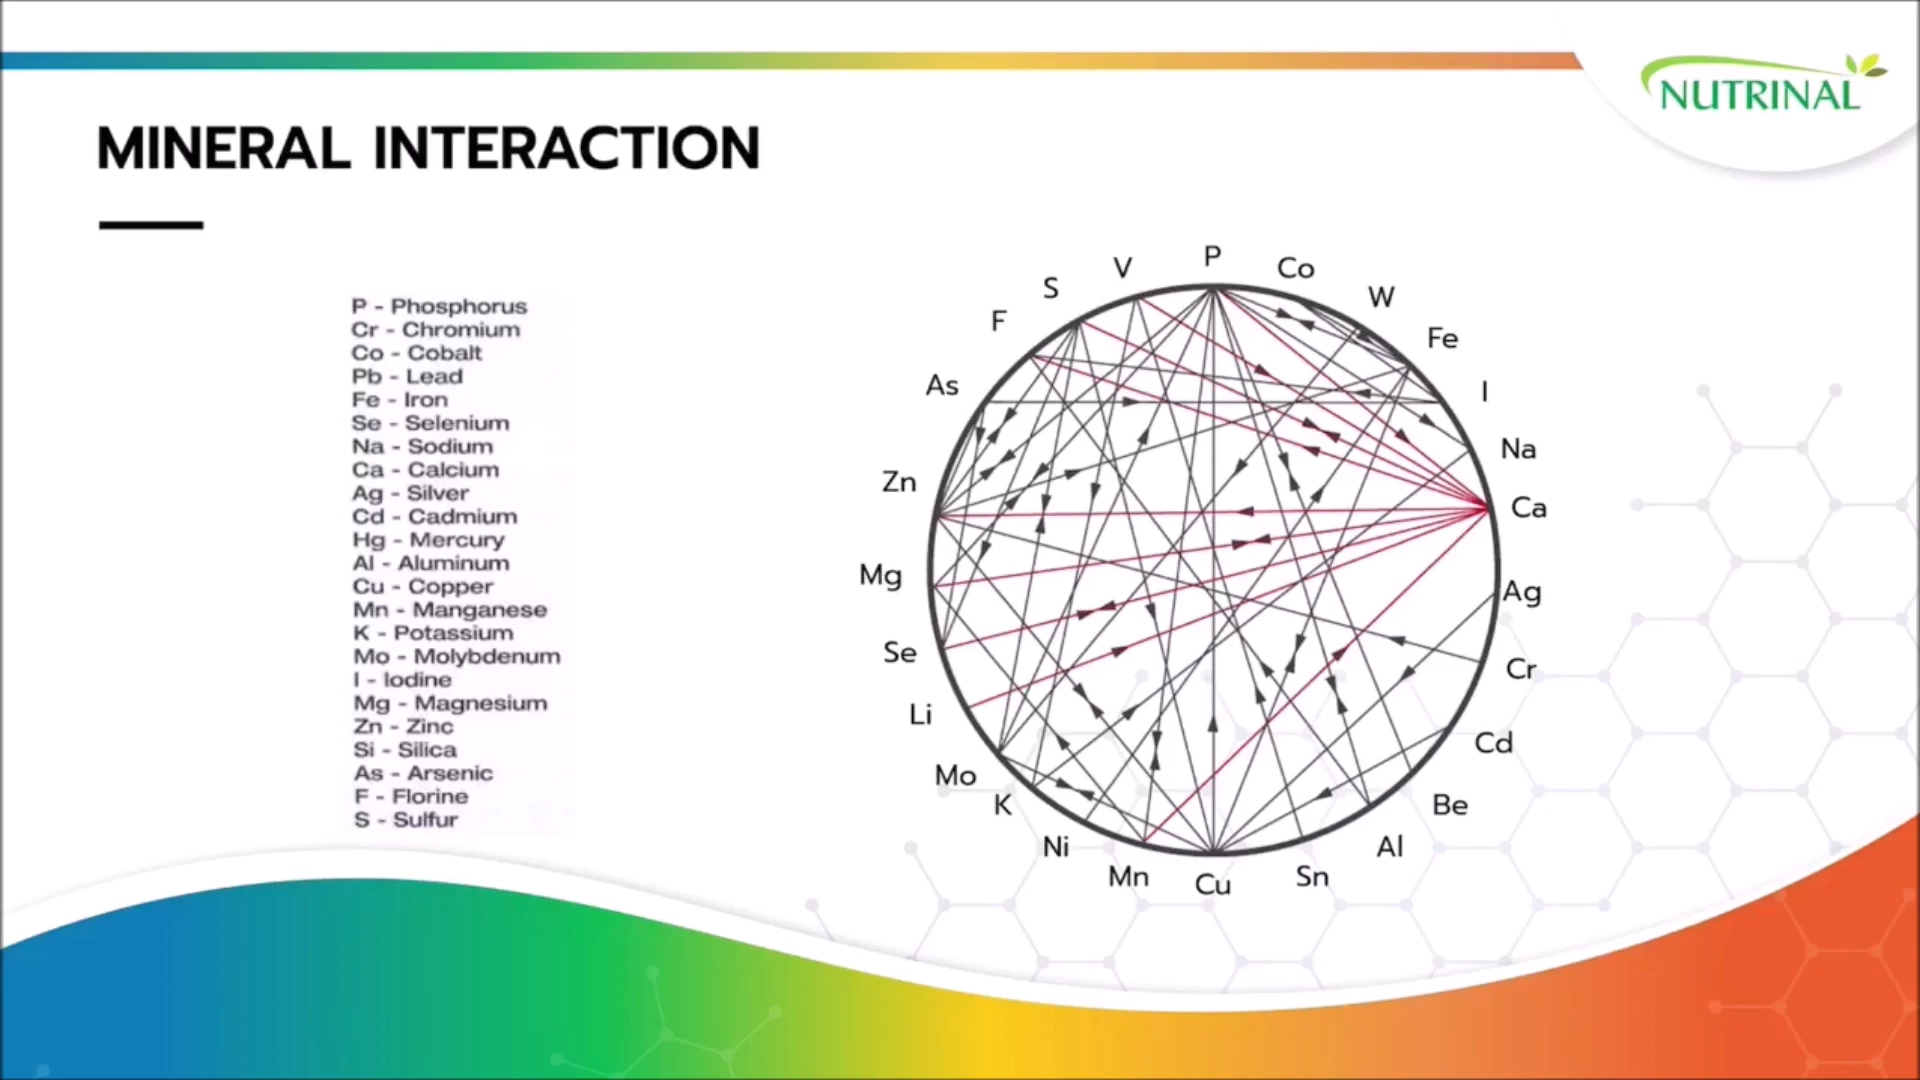 NUTRINAL
MINERAL INTERACTION
P - Phosphorus
Cr - Chromium
Co - Cobalt
Pb - Lead
Fe - Iron
Se - Selenium
Na - Sodium
Ca - Calcium
Ag - Silver
Cd - Cadmium
Hg - Mercury
Al - Aluminum
Cu - Copper
Mn - Manganese
K - Potassium
Mo - Molybdenum
I - Iodine
Mg - Magnesium
Zn - Zinc
Si - Silica
As - Arsenic
F - Florine
S - Sulfur
P
Co
W
Fe
I
Na
Ca
Ag
Cr
Cd
Be
Al
Sn
Cu
Mn
Ni
K
Mo
Li
Se
Mg
Zn
As
F
S
V